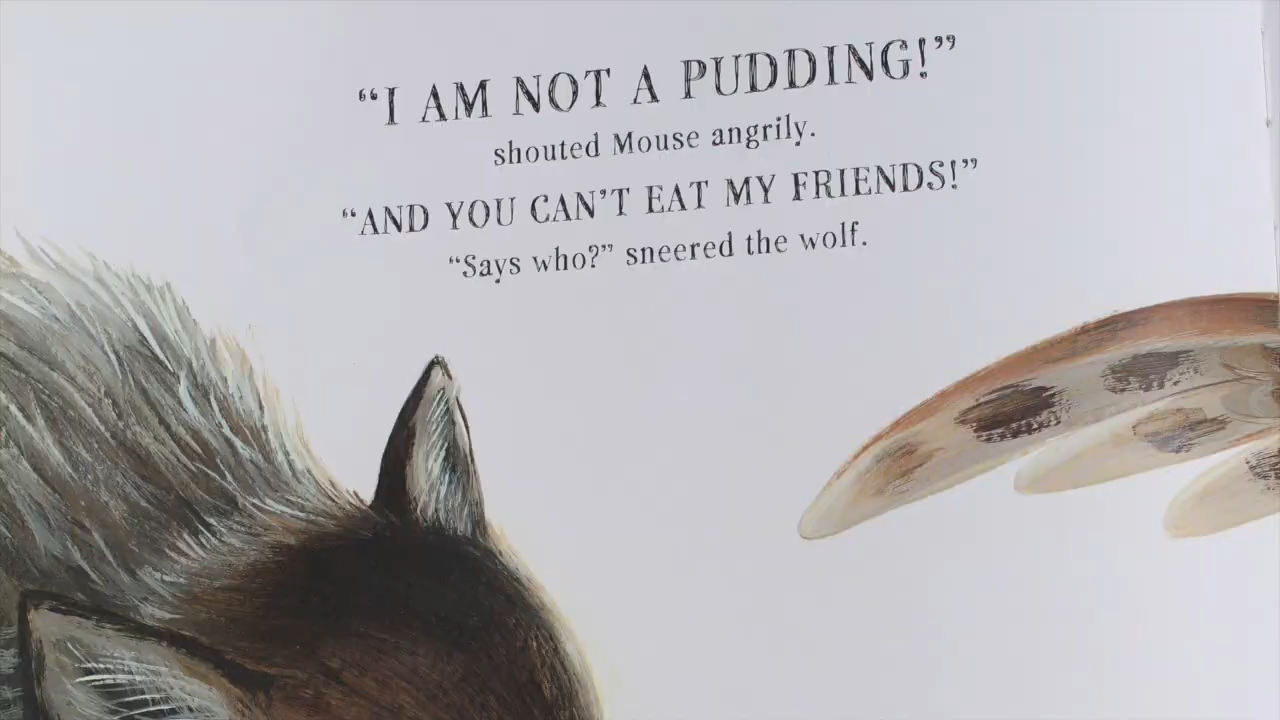 “I AM NOT A PUDDING!”
shouted Mouse angrily.
“AND YOU CAN’T EAT MY FRIENDS!”
“Says who?” sneered the wolf.